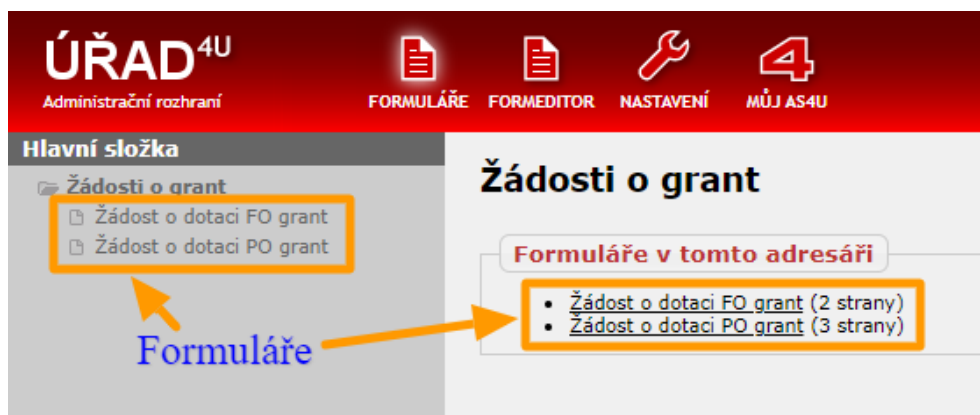 ÚŘAD4U
Administrační rozhraní
FORMULÁŘE FORMEDITOR NASTAVENÍ MŮJ AS4U
Hlavní složka
Žádosti o grant
Žádost o dotaci FO grant
Žádost o dotaci PO grant
Formuláře
Žádosti o grant
Formuláře v tomto adresáři
• Žádost o dotaci FO grant (2 strany)
• Žádost o dotaci PO grant (3 strany)